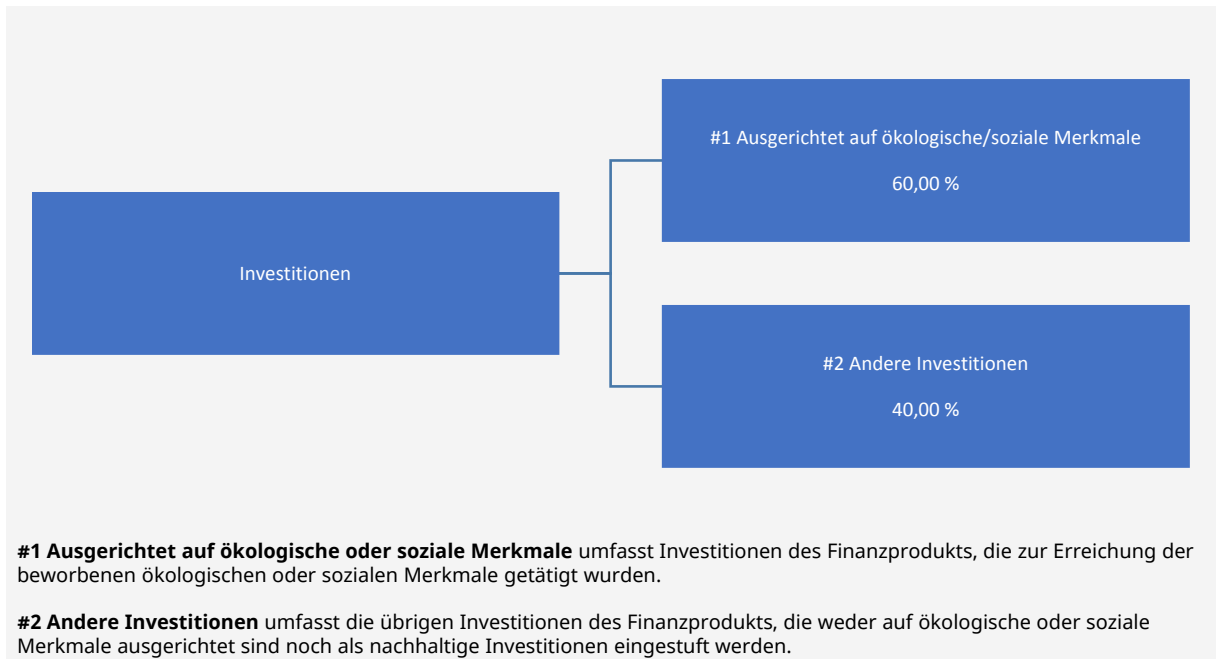 #1 Ausgerichtet auf ökologische/soziale Merkmale
60,00 %
Investitionen
#2 Andere Investitionen
40,00 %
#1 Ausgerichtet auf ökologische oder soziale Merkmale umfasst Investitionen des Finanzprodukts, die zur Erreichung der
beworbenen ökologischen oder sozialen Merkmale getätigt wurden.
#2 Andere Investitionen umfasst die übrigen Investitionen des Finanzprodukts, die weder auf ökologische oder soziale
Merkmale ausgerichtet sind noch als nachhaltige Investitionen eingestuft werden.